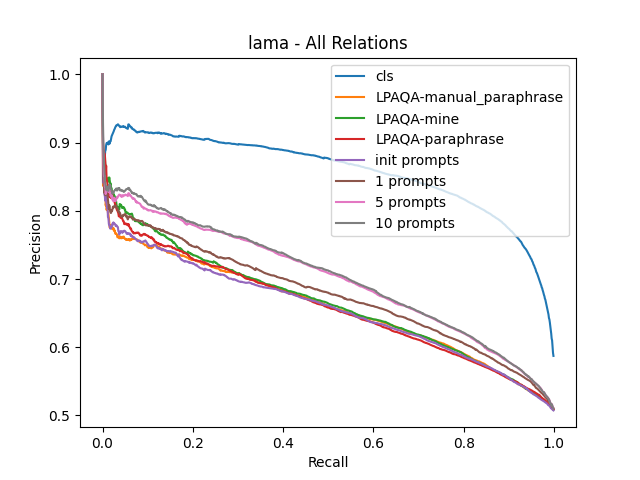 lama - All Relations
1.0
0.9
0.8
0.7
0.6
0.5
Precision
cls
LPAQA-manual_paraphrase
LPAQA-mine
LPAQA-paraphrase
init prompts
1 prompts
5 prompts
10 prompts
0.0 0.2 0.4 0.6 0.8 1.0
Recall